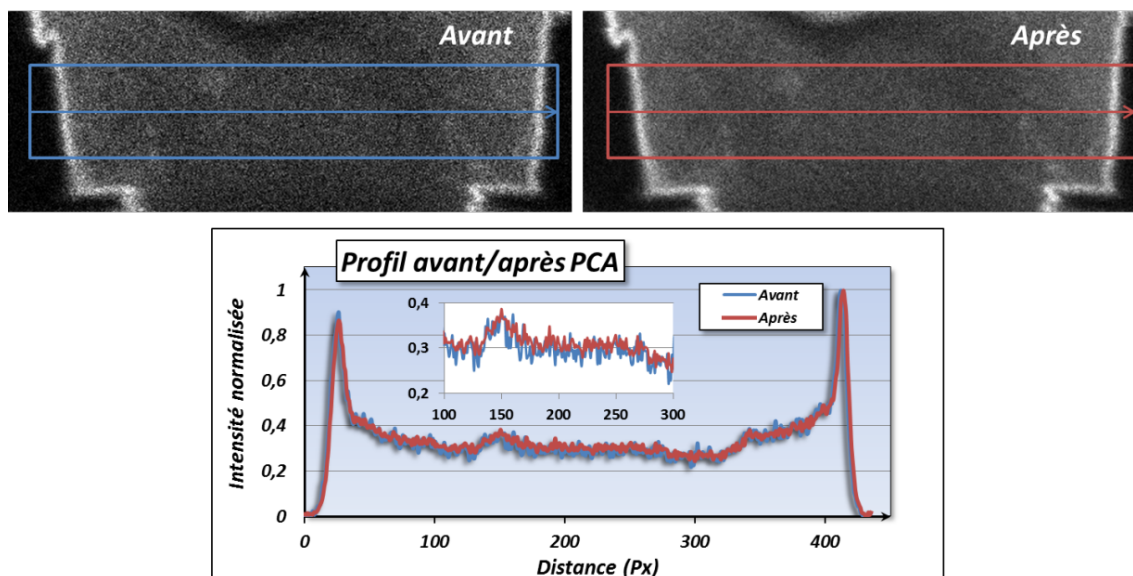 Avant
Après
Profil avant/après PCA
Avant
Après
Intensité normalisée
1
0,8
0,6
0,4
0,2
0
0,4
0,3
0,2
100 150 200 250 300
0 100 200 300 400
Distance (Px)